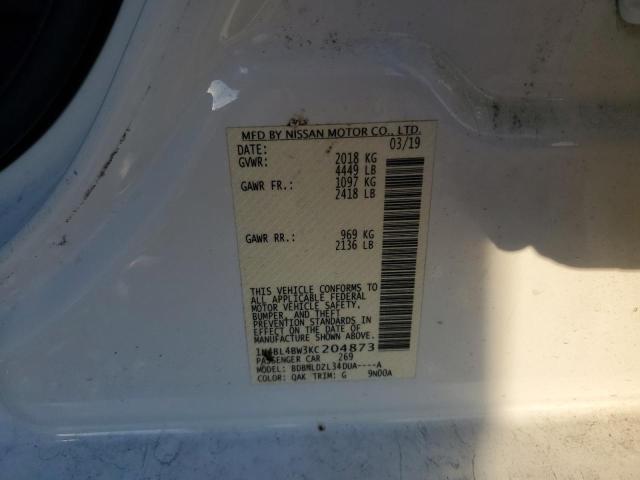 MFD BY NISSAN MOTOR CO., LTD.
DATE: 03/19
GVWR: 2018 KG
4449 LB
GAWR FR.: 1097 KG
2418 LB
GAWR RR.: 969 KG
2136 LB
THIS VEHICLE CONFORMS TO
ALL APPLICABLE FEDERAL
MOTOR VEHICLE SAFETY,
BUMPER, AND THEFT
PREVENTION STANDARDS IN
EFFECT ON THE DATE OF
MANUFACTURE SHOWN ABOVE.
1N4BL4BW3KC204873
PASSENGER CAR 269
MODEL: BDBNLDZL34DUA----A
COLOR: QAK TRIM: G 9N00A